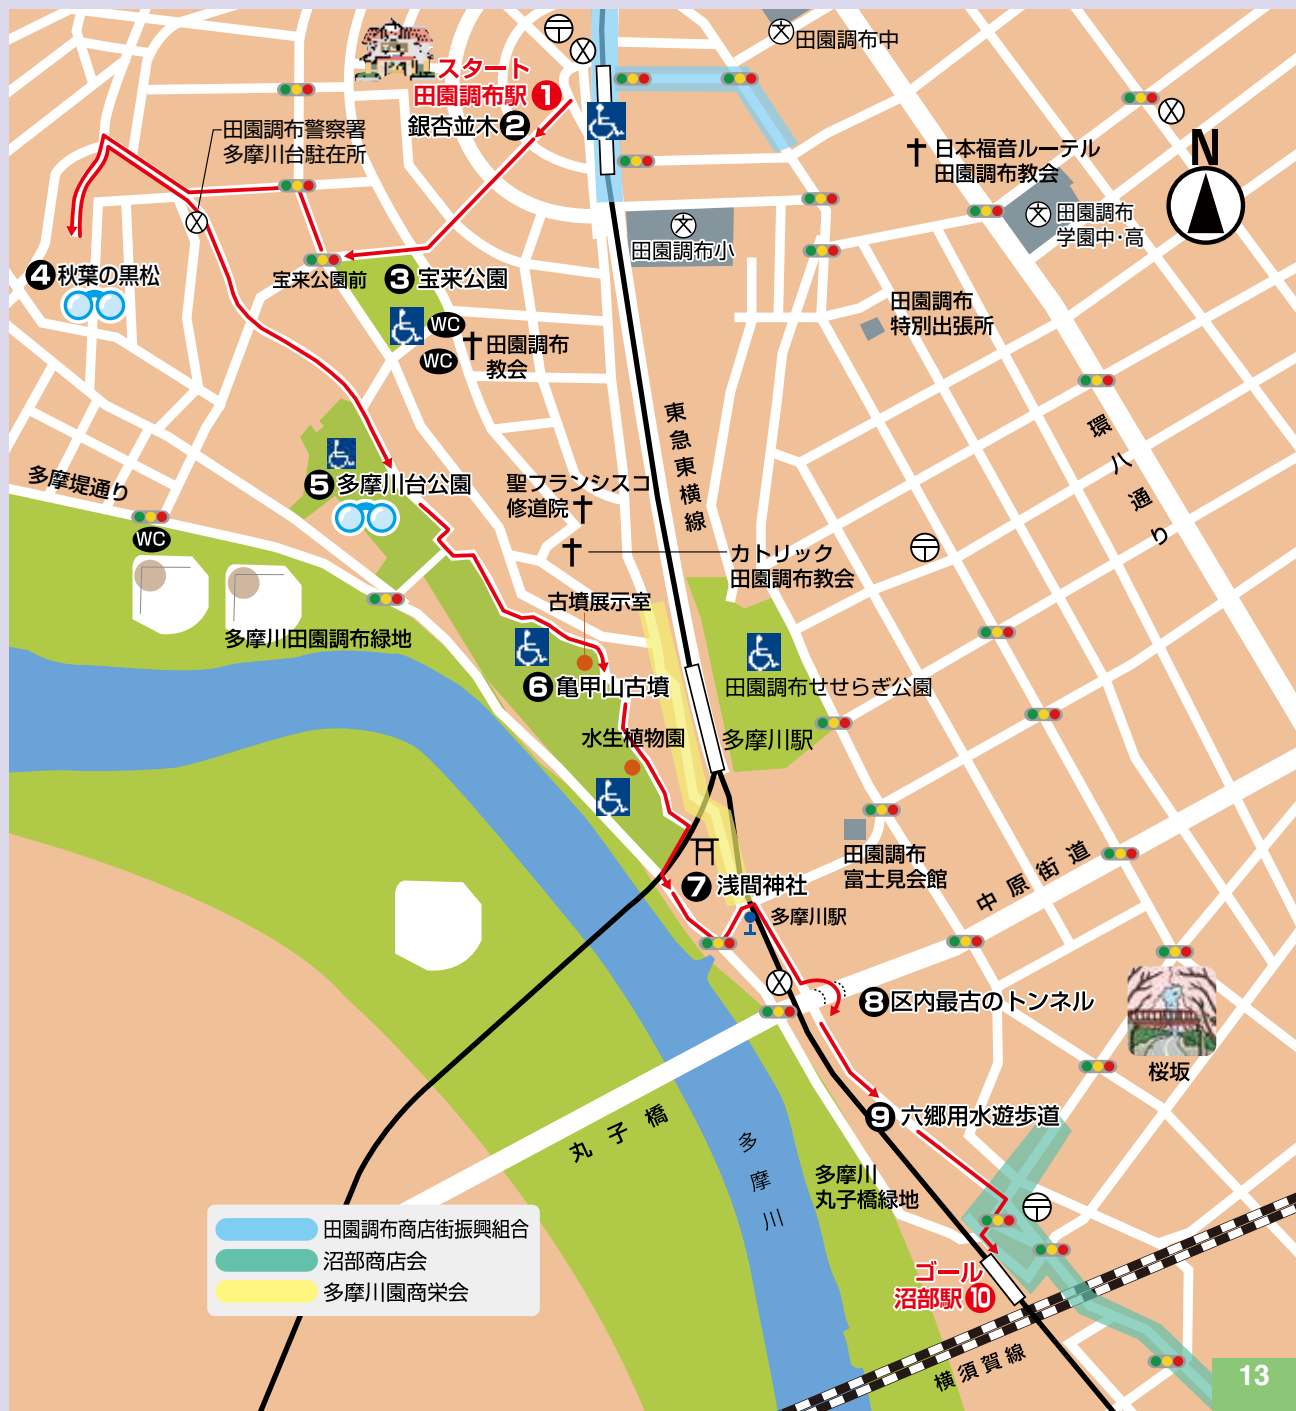 田園調布中
スタート
田園調布駅 1
銀杏並木 2
田園調布警察署
多摩川台駐在所
日本福音ルーテル
田園調布教会
N
田園調布
学園中・高
田園調布小
4 秋葉の黒松
宝来公園前
3 宝来公園
WC
WC
田園調布
教会
田園調布
特別出張所
東急東横線
環八通り
多摩堤通り
WC
5 多摩川台公園
聖フランシスコ
修道院
カトリック
田園調布教会
古墳展示室
多摩川田園調布緑地
6 亀甲山古墳
田園調布せせらぎ公園
水生植物園
多摩川駅
田園調布
富士見会館
中原街道
7 浅間神社
多摩川駅
8 区内最古のトンネル
桜坂
9 六郷用水遊歩道
丸子橋
多摩川
多摩川
丸子橋緑地
田園調布商店街振興組合
沼部商店会
多摩川園商栄会
ゴール
沼部駅 10
横須賀線
13